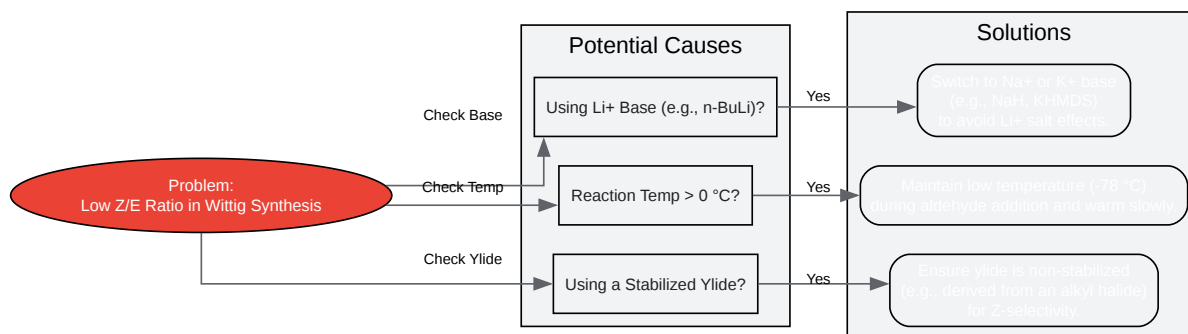 Problem:
Low Z/E Ratio in Wittig Synthesis
Check Base
Check Temp
Check Ylide
Potential Causes
Using Li+ Base (e.g., n-BuLi)?
Reaction Temp > 0 °C?
Using a Stabilized Ylide?
Yes
Yes
Yes
Solutions
Switch to Na+ or K+ base
(e.g., NaH, KHMDS)
to avoid Li+ salt effects.
Maintain low temperature (-78 °C)
during aldehyde addition and warm slowly.
Ensure ylide is non-stabilized
(e.g., derived from an alkyl halide)
for Z-selectivity.